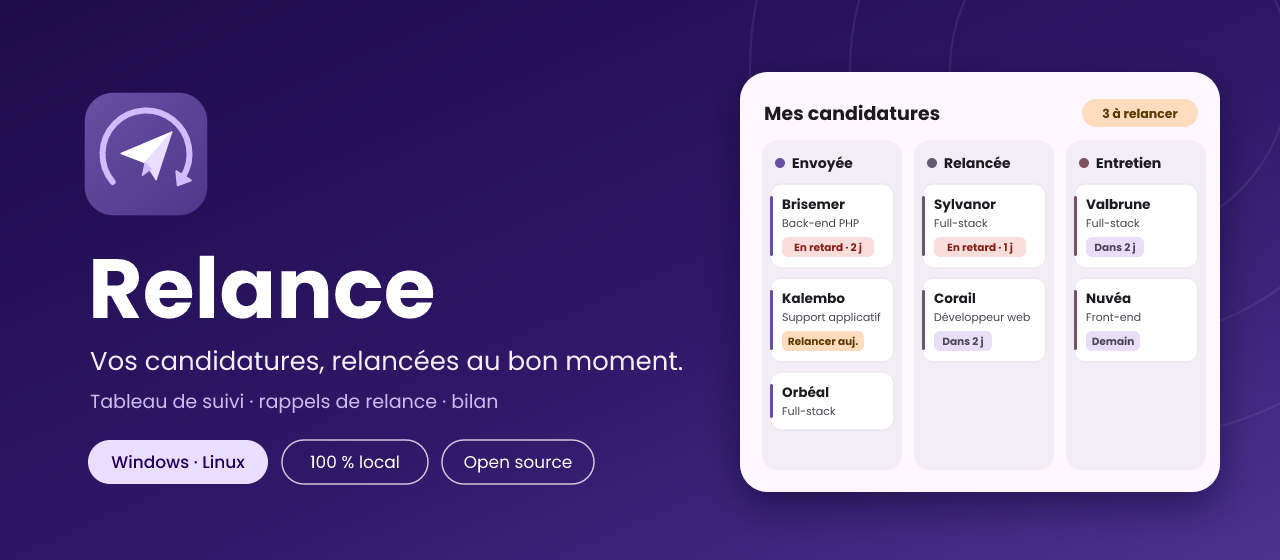 Relance
Vos candidatures, relancées au bon moment.
Tableau de suivi · rappels de relance · bilan
Windows · Linux
100 % local
Open source
Mes candidatures
3 à relancer
Envoyée
Brisemer
Back-end PHP
En retard · 2 j
Kalembo
Support applicatif
Relancer auj.
Orbéal
Full-stack
Relancée
Sylvanor
Full-stack
En retard · 1 j
Corail
Développeur web
Dans 2 j
Entretien
Valbrune
Full-stack
Dans 2 j
Nuvéa
Front-end
Demain